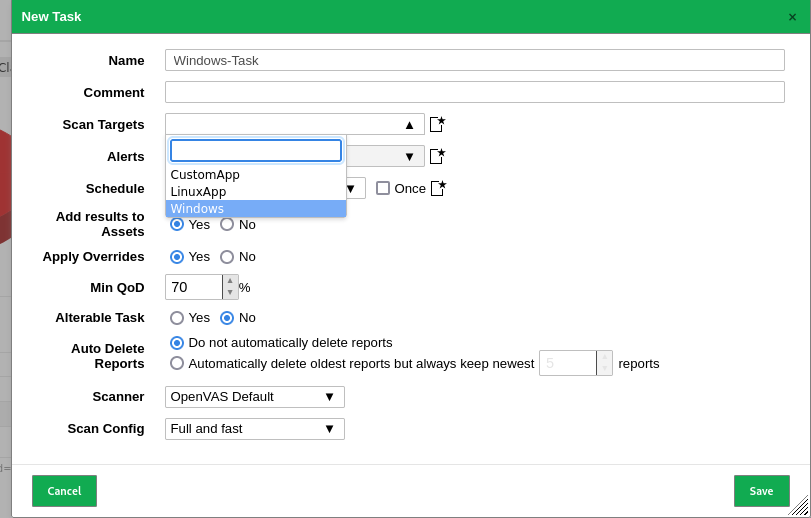 New Task ×
Name Windows-Task
Comment
Scan Targets ▲
Alerts ▼
CustomApp
Schedule ▼ Once
LinuxApp
Windows
Add results to Assets Yes No
Apply Overrides Yes No
Min QoD 70 %
Alterable Task Yes No
Auto Delete Reports Do not automatically delete reports
Automatically delete oldest reports but always keep newest 5 reports
Scanner OpenVAS Default ▼
Scan Config Full and fast ▼
Cancel Save